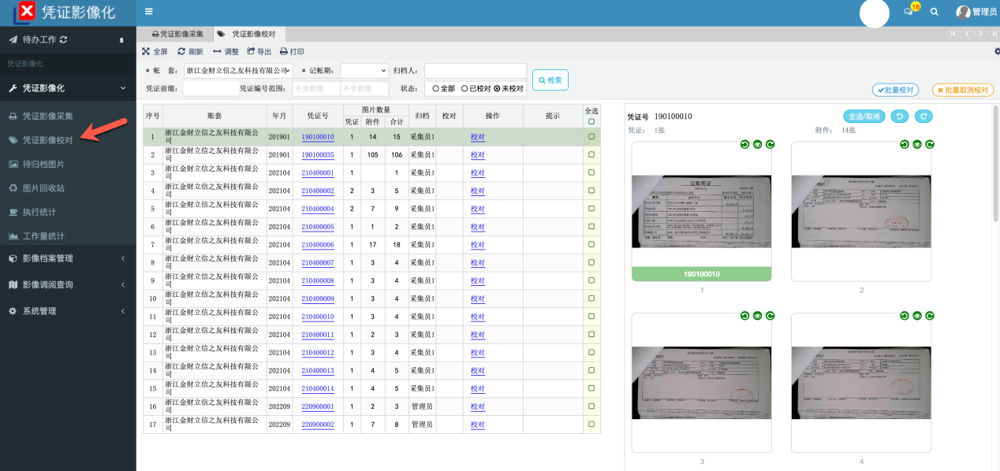 凭证影像化
18
管理员
待办工作 8
凭证影像化
凭证影像化
凭证影像采集
凭证影像校对
待归档图片
图片回收站
执行统计
工作量统计
影像档案管理
影像调阅查询
系统管理
凭证影像采集 凭证影像校对
全屏 刷新 调整 导出 打印
* 帐 套： 浙江金财立信之友科技有限公司 * 记帐期： 归档人：
凭证前缀： 凭证编号范围： 不含前缀 不含前缀 状态： 全部 已校对 未校对
检索
批量校对 批量取消校对
序号 账套 年月 凭证号 图片数量 归档 校对 操作 提示 全选
凭证 附件 合计
1 浙江金财立信之友科技有限公司 201901 190100010 1 14 15 采集员1 校对
2 浙江金财立信之友科技有限公司 201901 190100035 1 105 106 采集员1 校对
3 浙江金财立信之友科技有限公司 202104 210400001 1 1 采集员1 校对
4 浙江金财立信之友科技有限公司 202104 210400002 2 3 5 采集员1 校对
5 浙江金财立信之友科技有限公司 202104 210400004 2 7 9 采集员1 校对
6 浙江金财立信之友科技有限公司 202104 210400005 1 1 2 采集员1 校对
7 浙江金财立信之友科技有限公司 202104 210400006 1 17 18 采集员1 校对
8 浙江金财立信之友科技有限公司 202104 210400007 1 3 4 采集员1 校对
9 浙江金财立信之友科技有限公司 202104 210400008 1 3 4 采集员1 校对
10 浙江金财立信之友科技有限公司 202104 210400009 1 3 4 采集员1 校对
11 浙江金财立信之友科技有限公司 202104 210400010 1 3 4 采集员1 校对
12 浙江金财立信之友科技有限公司 202104 210400011 1 2 3 采集员1 校对
13 浙江金财立信之友科技有限公司 202104 210400012 1 3 4 采集员1 校对
14 浙江金财立信之友科技有限公司 202104 210400013 1 4 5 采集员1 校对
15 浙江金财立信之友科技有限公司 202104 210400014 1 4 5 采集员1 校对
16 浙江金财立信之友科技有限公司 202209 220900001 1 2 3 管理员 校对
17 浙江金财立信之友科技有限公司 202209 220900002 1 7 8 管理员 校对
凭证号 190100010 全选/取消
凭证： 1张 附件： 14张
记账凭证
190100010
1 2
3 4